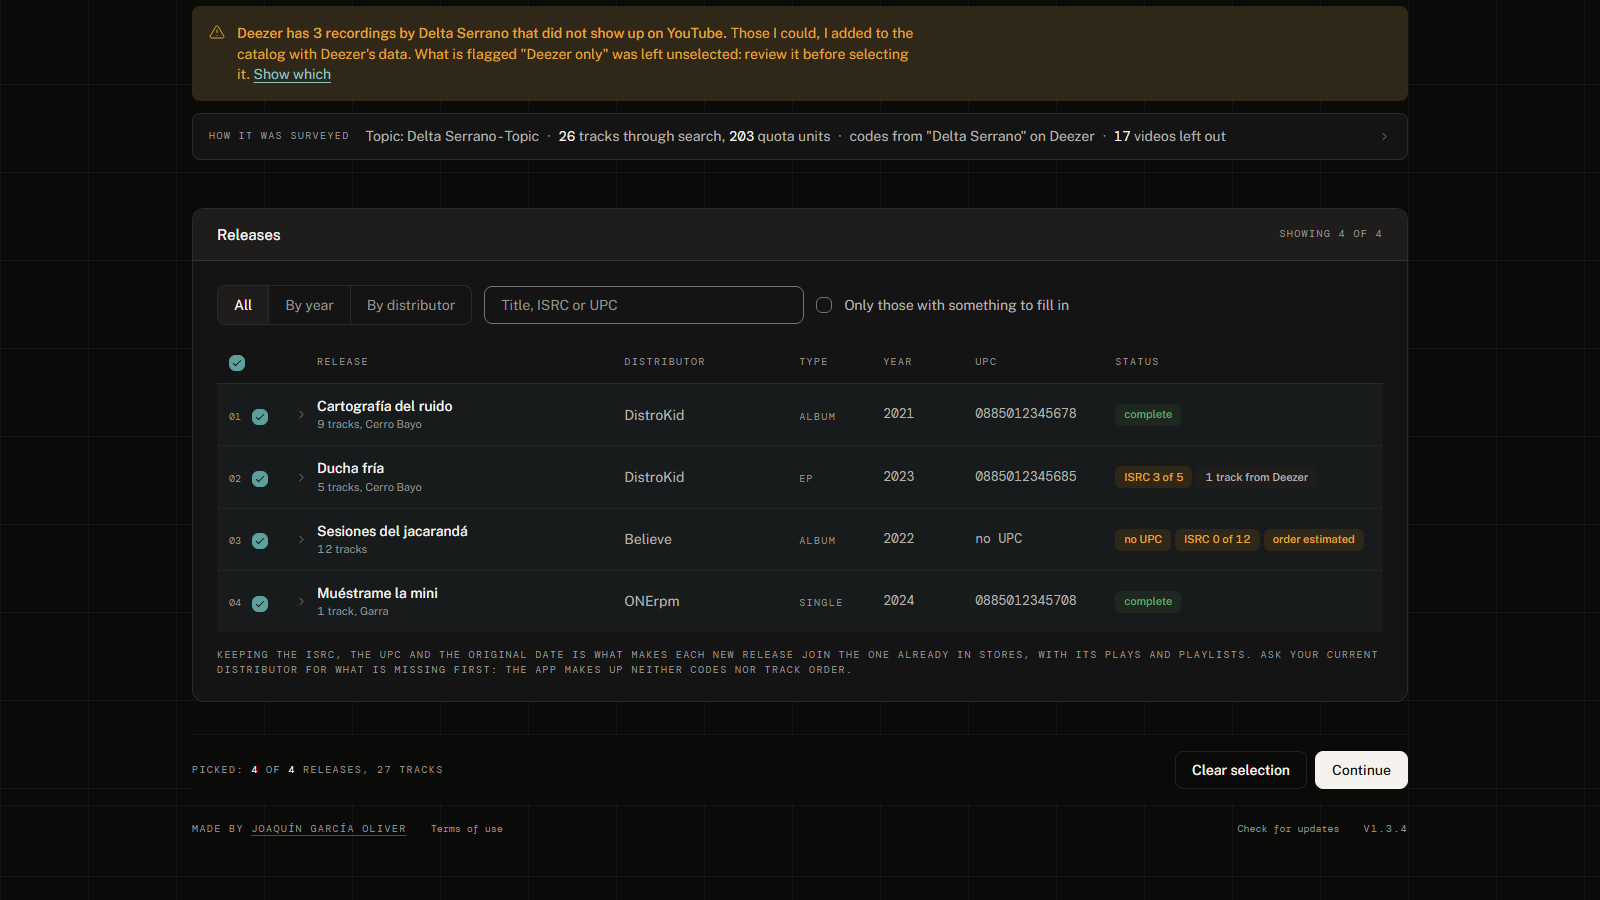 Deezer has 3 recordings by Delta Serrano that did not show up on YouTube. Those I could, I added to the
catalog with Deezer's data. What is flagged "Deezer only" was left unselected: review it before selecting
it. Show which
HOW IT WAS SURVEYED Topic: Delta Serrano - Topic · 26 tracks through search, 203 quota units · codes from "Delta Serrano" on Deezer · 17 videos left out
Releases SHOWING 4 OF 4
All By year By distributor Title, ISRC or UPC Only those with something to fill in
RELEASE DISTRIBUTOR TYPE YEAR UPC STATUS
01 Cartografía del ruido DistroKid ALBUM 2021 0885012345678 complete
9 tracks, Cerro Bayo
02 Ducha fría DistroKid EP 2023 0885012345685 ISRC 3 of 5 1 track from Deezer
5 tracks, Cerro Bayo
03 Sesiones del jacarandá Believe ALBUM 2022 no UPC no UPC ISRC 0 of 12 order estimated
12 tracks
04 Muéstrame la mini ONErpm SINGLE 2024 0885012345708 complete
1 track, Garra
KEEPING THE ISRC, THE UPC AND THE ORIGINAL DATE IS WHAT MAKES EACH NEW RELEASE JOIN THE ONE ALREADY IN STORES, WITH ITS PLAYS AND PLAYLISTS. ASK YOUR CURRENT
DISTRIBUTOR FOR WHAT IS MISSING FIRST: THE APP MAKES UP NEITHER CODES NOR TRACK ORDER.
PICKED: 4 OF 4 RELEASES, 27 TRACKS Clear selection Continue
MADE BY JOAQUÍN GARCÍA OLIVER Terms of use Check for updates V1.3.4